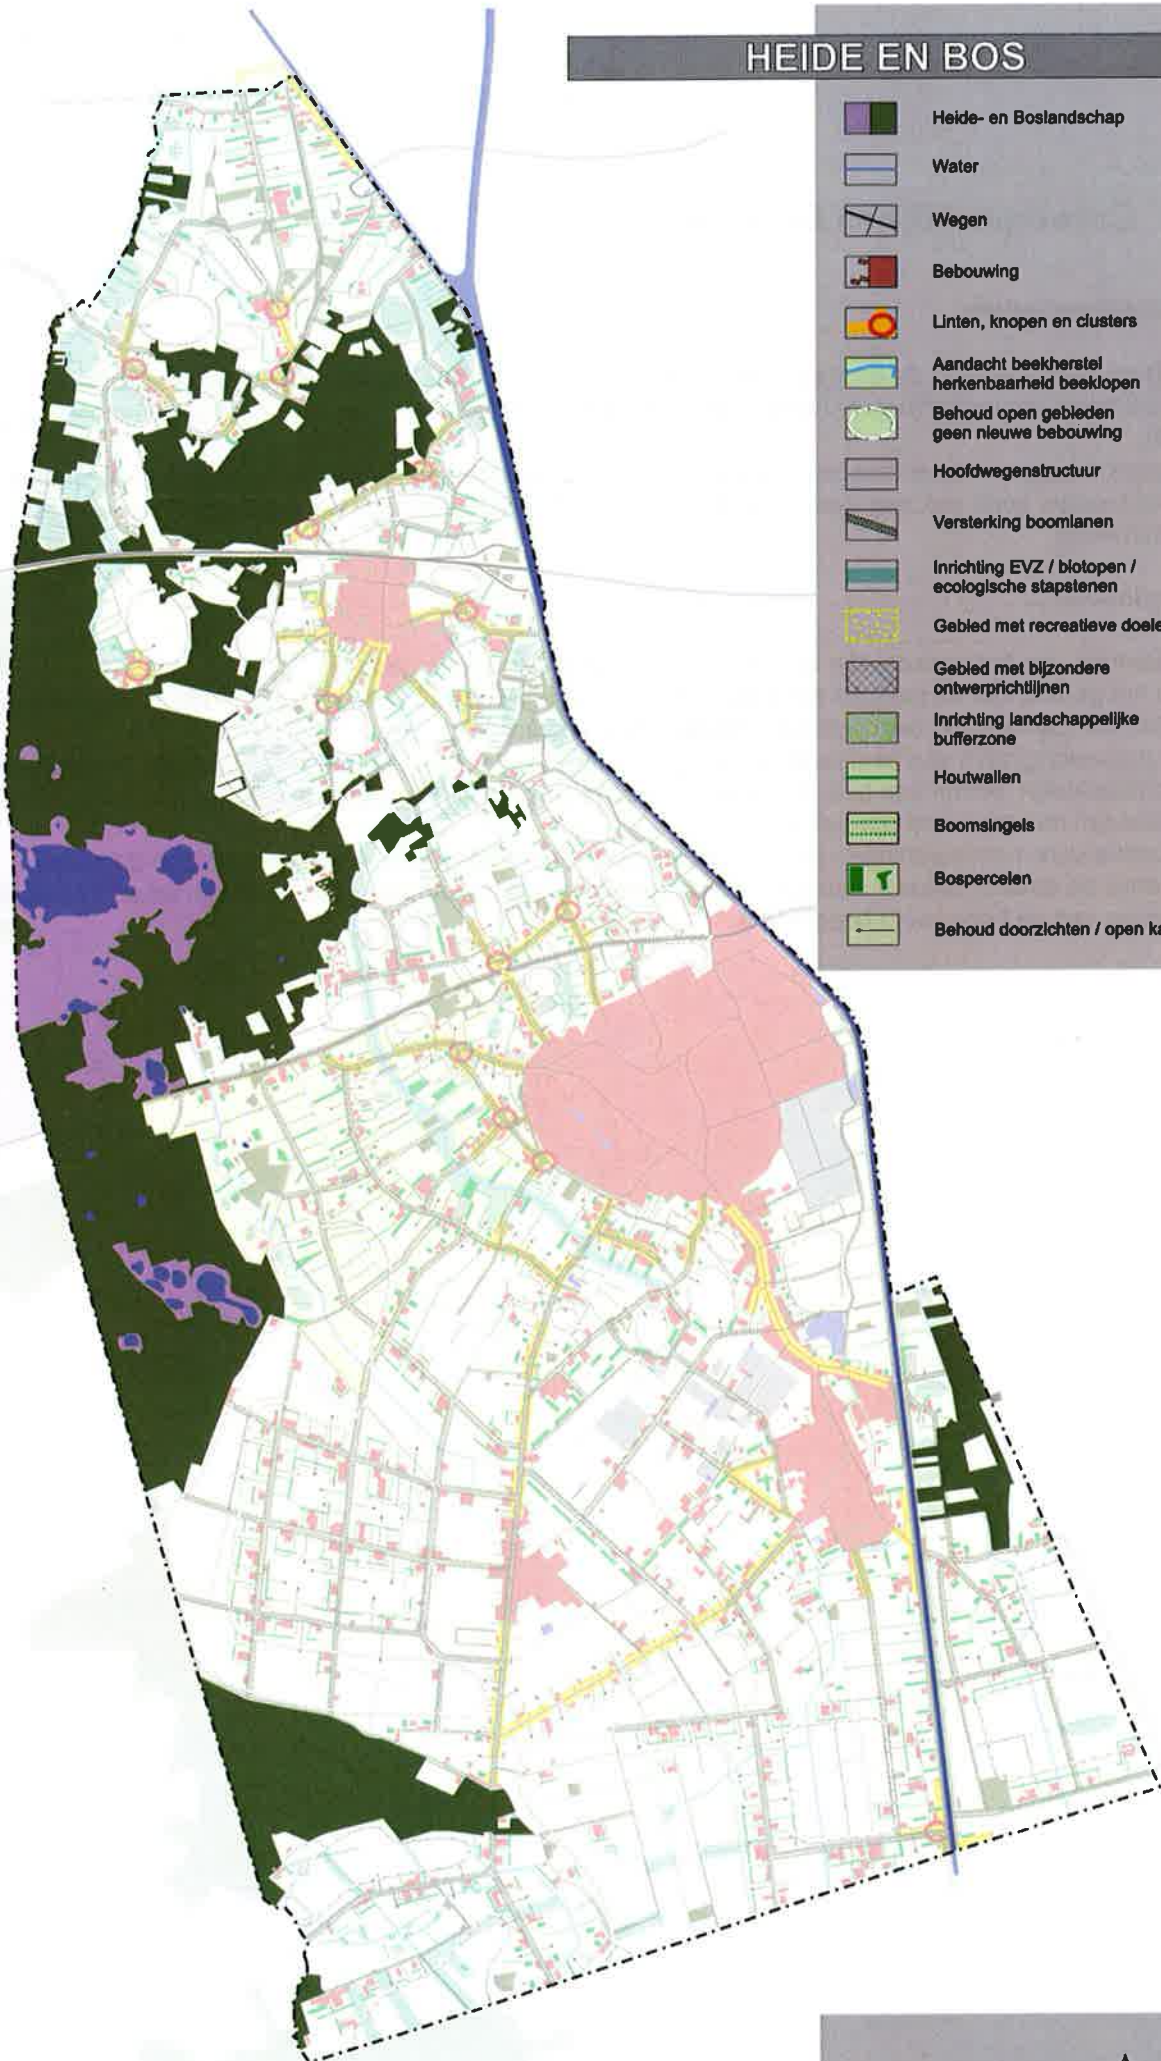 HEIDE EN BOS
Heide- en Boslandschap
Water
Wegen
Bebouwing
Linten, knopen en clusters
Aandacht beekherstel
herkenbaarheid beeklopen
Behoud open gebieden
geen nieuwe bebouwing
Hoofdwegenstructuur
Versterking boomlanen
Inrichting EVZ / biotopen /
ecologische stapstenen
Gebied met recreatieve doele
Gebied met bijzondere
ontwerprichtlijnen
Inrichting landschappelijke
bufferzone
Houtwallen
Boomsingels
Bospercelen
Behoud doorzichten / open ka